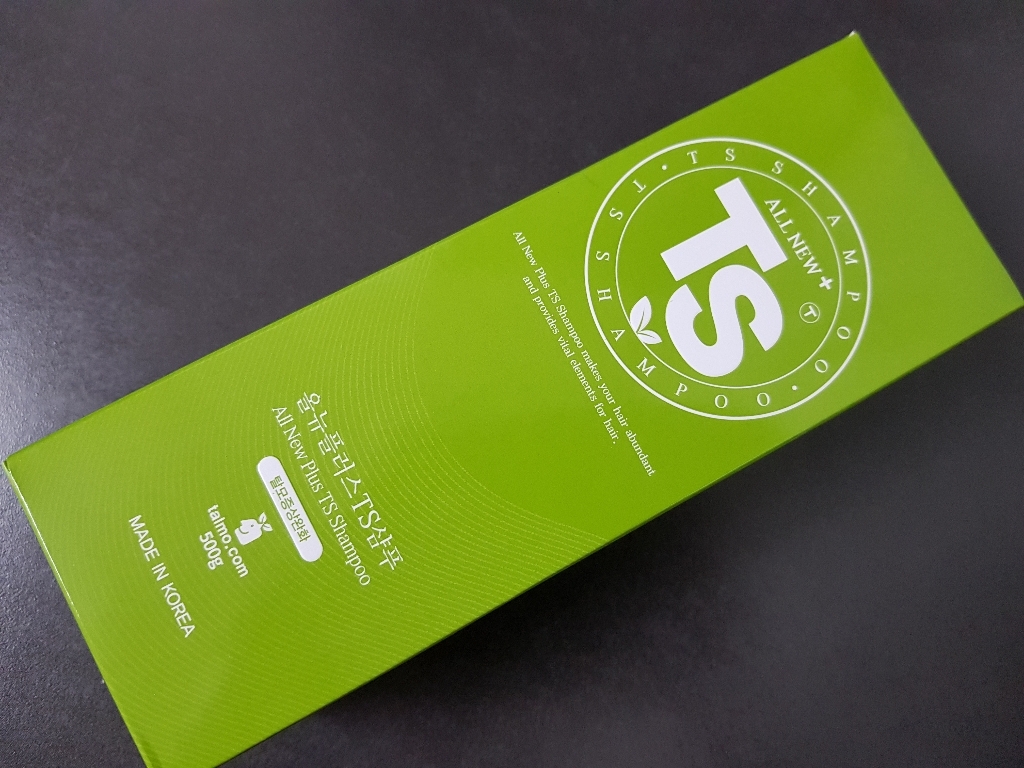 TS SHAMPOO • TS SHAMPOO •
ALL NEW +
T
TS
All New Plus TS Shampoo makes your hair abundant
and provides vital elements for hair.
올뉴플러스TS샴푸
All New Plus TS Shampoo
탈모증상완화
talmo.com
500g
MADE IN KOREA